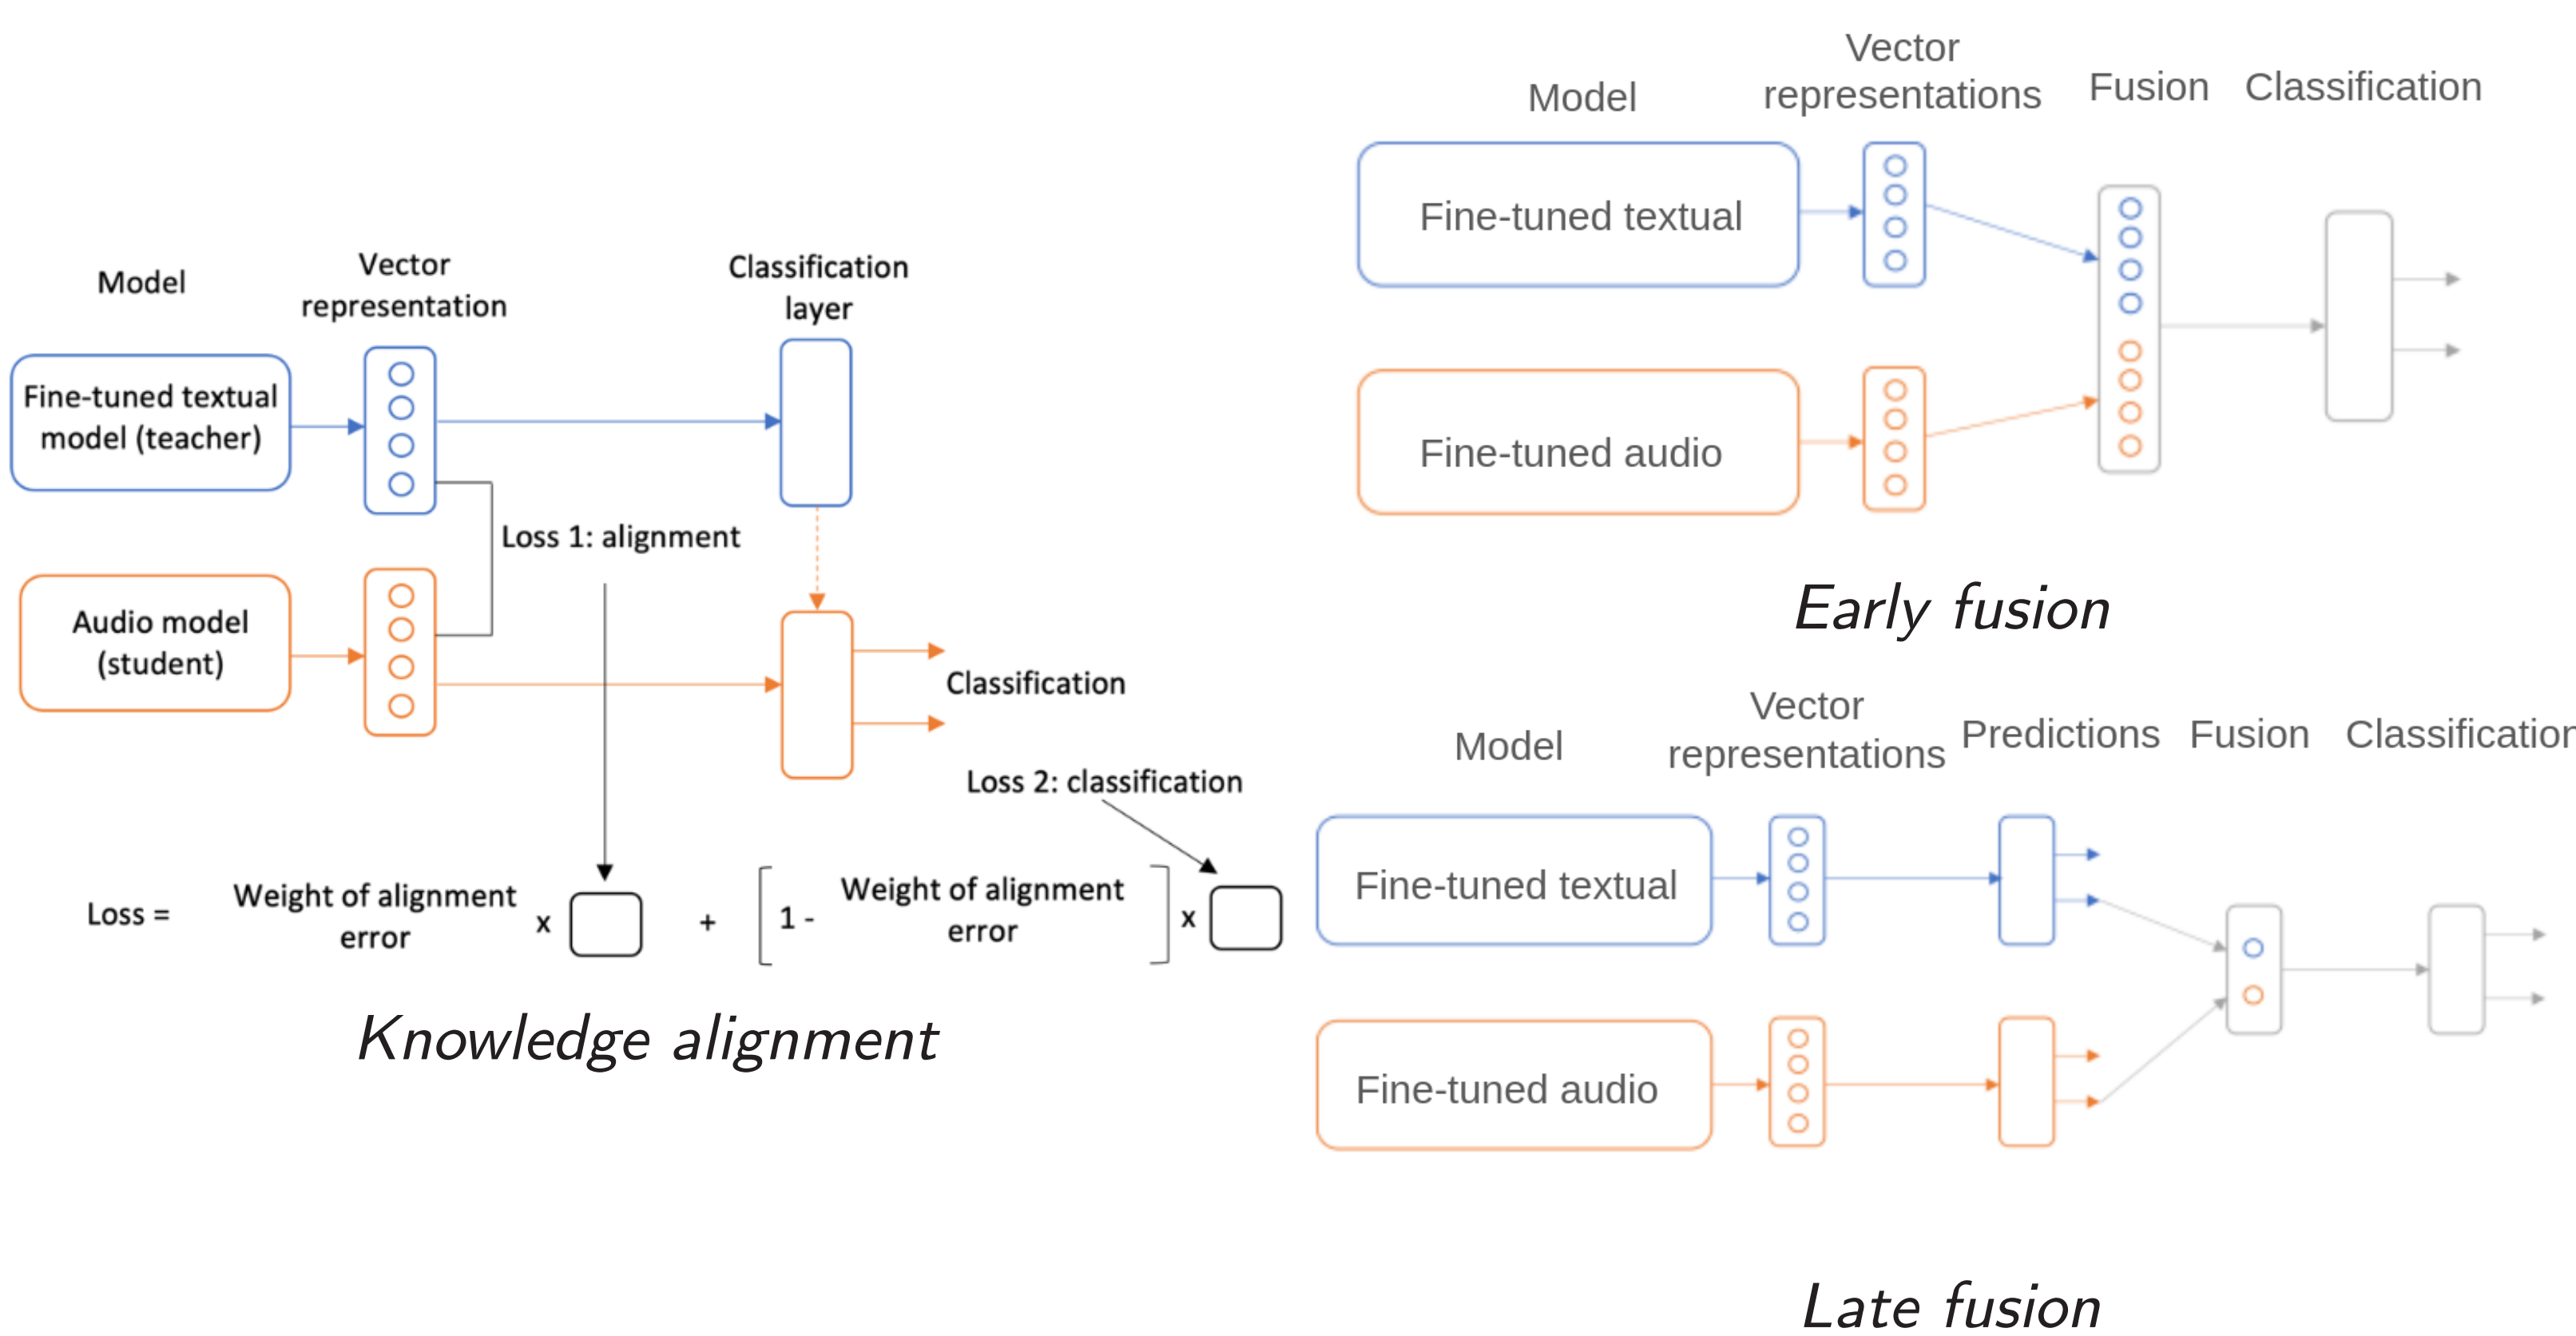 Model
Vector
representation
Classification
layer
Fine-tuned textual
model (teacher)
Loss 1: alignment
Audio model
(student)
Classification
Loss 2: classification
Loss =
Weight of alignment
error
x
+
1 -
Weight of alignment
error
x
Knowledge alignment
Model
Vector
representations
Fusion
Classification
Fine-tuned textual
Fine-tuned audio
Early fusion
Model
Vector
representations
Predictions
Fusion
Classification
Fine-tuned textual
Fine-tuned audio
Late fusion